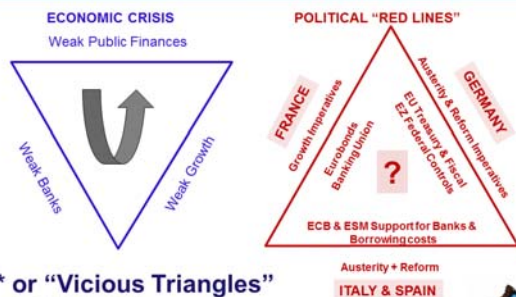 ECONOMIC CRISIS
Weak Public Finances
Weak Banks
Weak Growth
POLITICAL “RED LINES”
FRANCE
Growth Imperatives
Eurobonds
Banking Union
?
EU Treasury & Fiscal
EZ Federal Controls
Austerity & Reform Imperatives
GERMANY
ECB & ESM Support for Banks &
Borrowing costs
Austerity + Reform
ITALY & SPAIN
* or “Vicious Triangles”